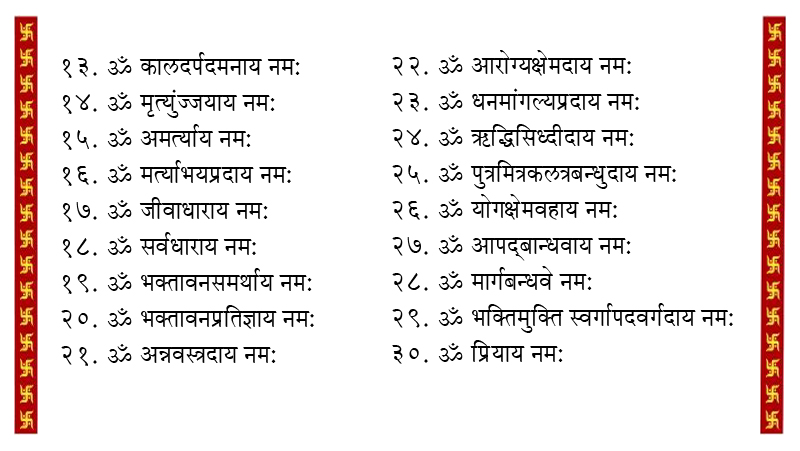 १३. ॐ कालदर्पदमनाय नमः
१४. ॐ मृत्युंज्जयाय नमः
१५. ॐ अमर्त्याय नमः
१६. ॐ मर्त्याभयप्रदाय नमः
१७. ॐ जीवाधाराय नमः
१८. ॐ सर्वधाराय नमः
१९. ॐ भक्तावनसमर्थाय नमः
२०. ॐ भक्तावनप्रतिज्ञाय नमः
२१. ॐ अन्नवस्त्रदाय नमः
२२. ॐ आरोग्यक्षेमदाय नमः
२३. ॐ धनमांगल्यप्रदाय नमः
२४. ॐ ऋद्धिसिध्दीदाय नमः
२५. ॐ पुत्रमित्रकलत्रबन्धुदाय नमः
२६. ॐ योगक्षेमवहाय नमः
२७. ॐ आपद्‌बान्धवाय नमः
२८. ॐ मार्गबन्धवे नमः
२९. ॐ भक्तिमुक्ति स्वर्गापदवर्गदाय नमः
३०. ॐ प्रियाय नमः